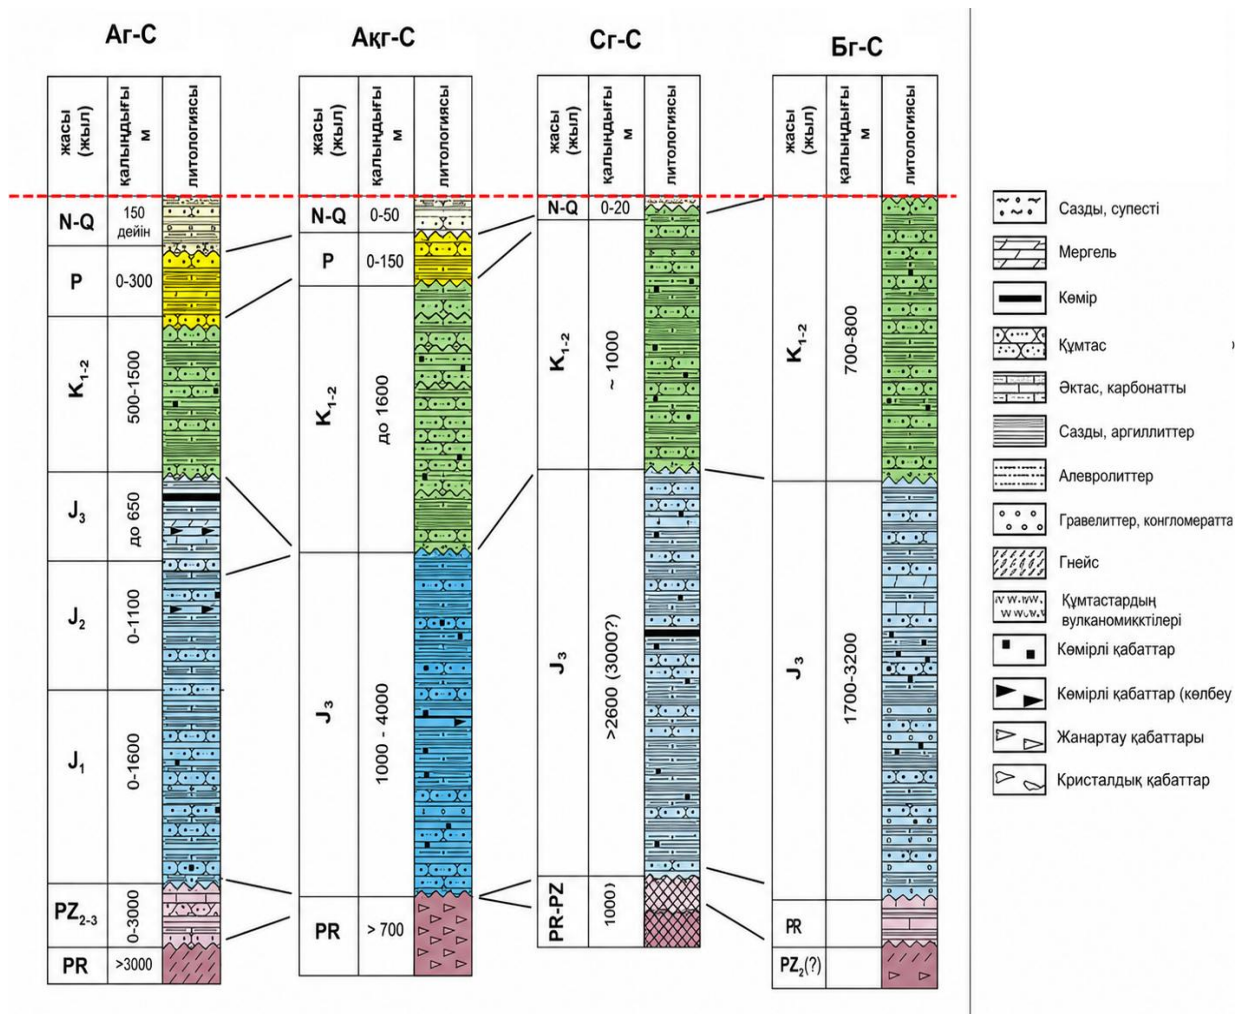 Аг-С
жасы
(жыл)
қалыңдығы
м
литологиясы
N-Q
150
дейін
P
0-300
K₁₋₂
500-1500
J₃
до 650
J₂
0-1100
J₁
0-1600
PZ₂₋₃
0-3000
PR
>3000
Ақг-С
жасы
(жыл)
қалыңдығы
м
литологиясы
N-Q
0-50
P
0-150
K₁₋₂
до 1600
J₃
1000 - 4000
PR
> 700
Сг-С
жасы
(жыл)
қалыңдығы
м
литологиясы
N-Q
0-20
K₁₋₂
~ 1000
J₃
>2600 (3000?)
PR-PZ
1000)
Бг-С
жасы
(жыл)
қалыңдығы
м
литологиясы
K₁₋₂
700-800
J₃
1700-3200
PR
PZ₂(?)
Сазды, супесті
Мергель
Көмір
Құмтас
Әктас, карбонатты
Сазды, аргиллиттер
Алевролиттер
Гравелиттер, конгломератта
Гнейс
Құмтастардың
вулканомикктілері
Көмірлі қабаттар
Көмірлі қабаттар (көлбеу
Жанартау қабаттары
Кристалдық қабаттар